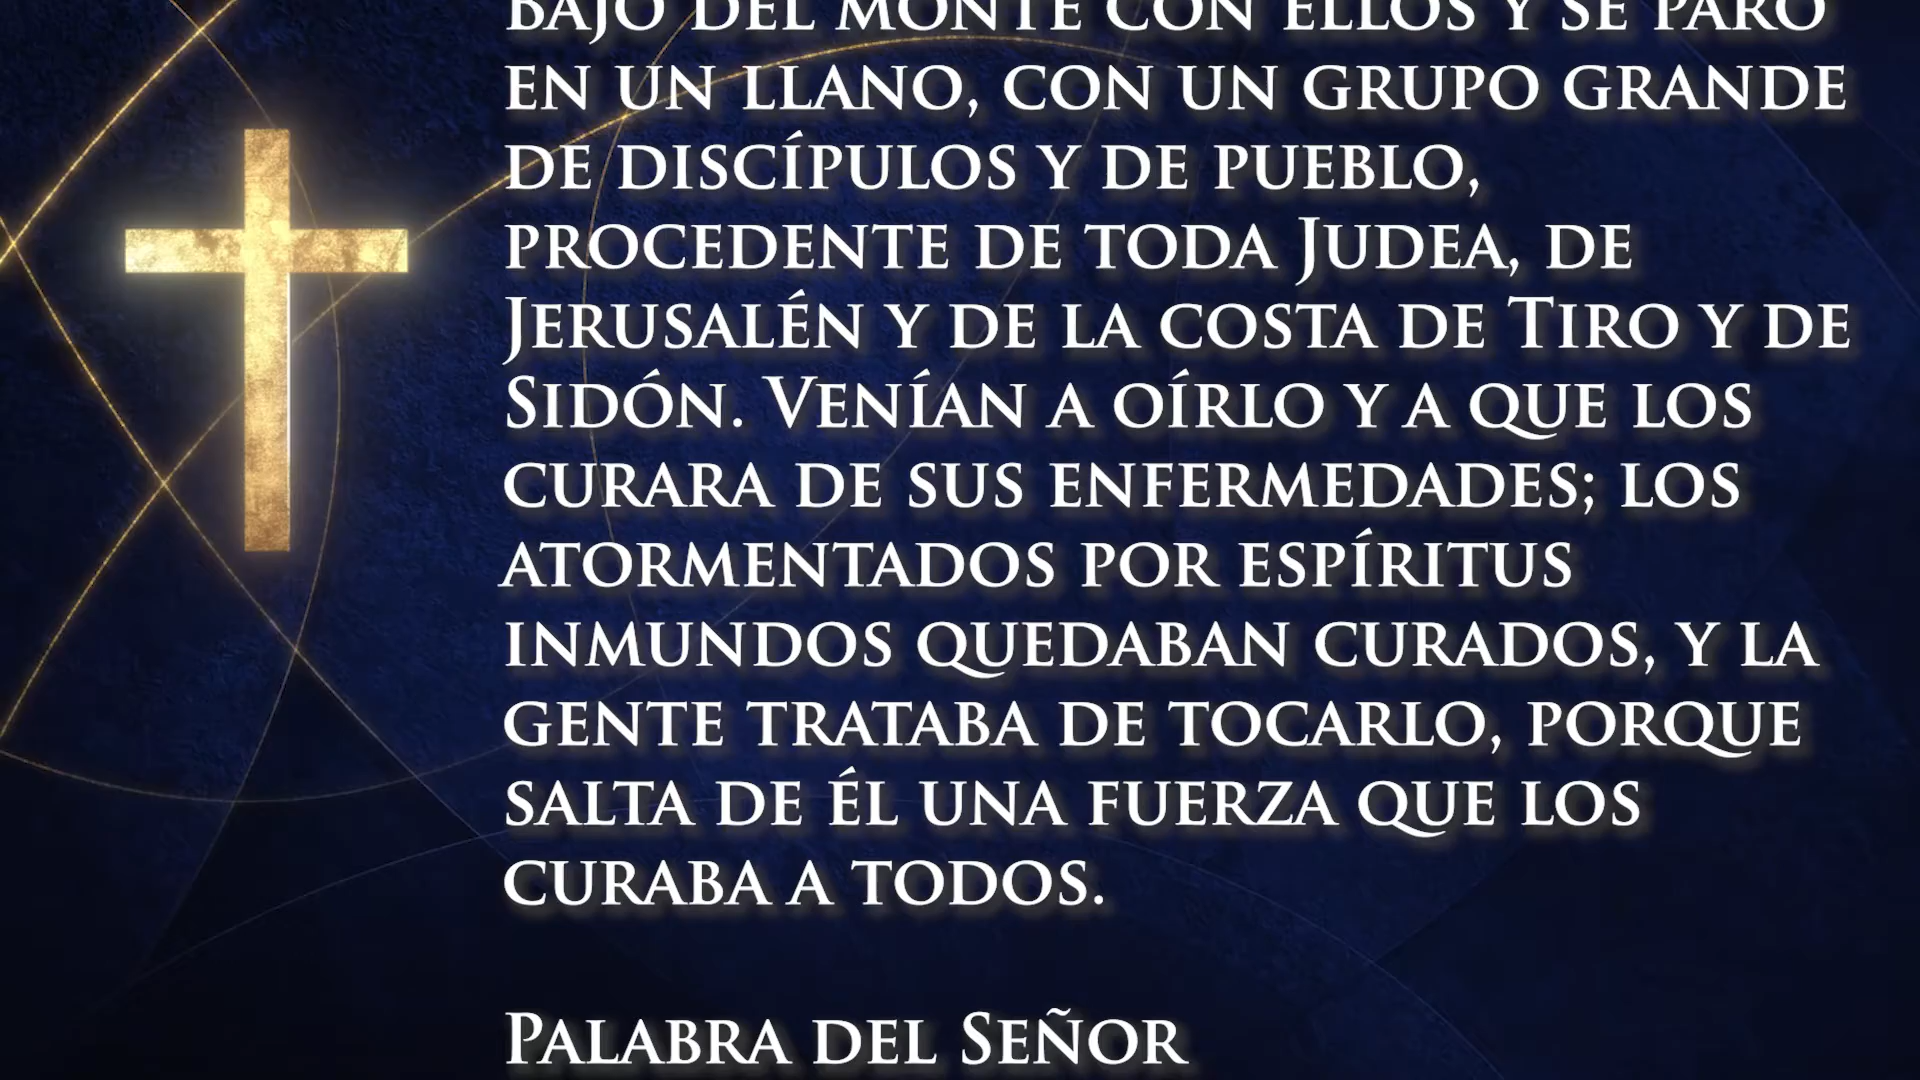 BAJO DEL MONTE CON ELLOS Y SE PARÓ
EN UN LLANO, CON UN GRUPO GRANDE
DE DISCÍPULOS Y DE PUEBLO,
PROCEDENTE DE TODA JUDEA, DE
JERUSALÉN Y DE LA COSTA DE TIRO Y DE
SIDÓN. VENÍAN A OÍRLO Y A QUE LOS
CURARA DE SUS ENFERMEDADES; LOS
ATORMENTADOS POR ESPÍRITUS
INMUNDOS QUEDABAN CURADOS, Y LA
GENTE TRATABA DE TOCARLO, PORQUE
SALTA DE ÉL UNA FUERZA QUE LOS
CURABA A TODOS.
PALABRA DEL SEÑOR